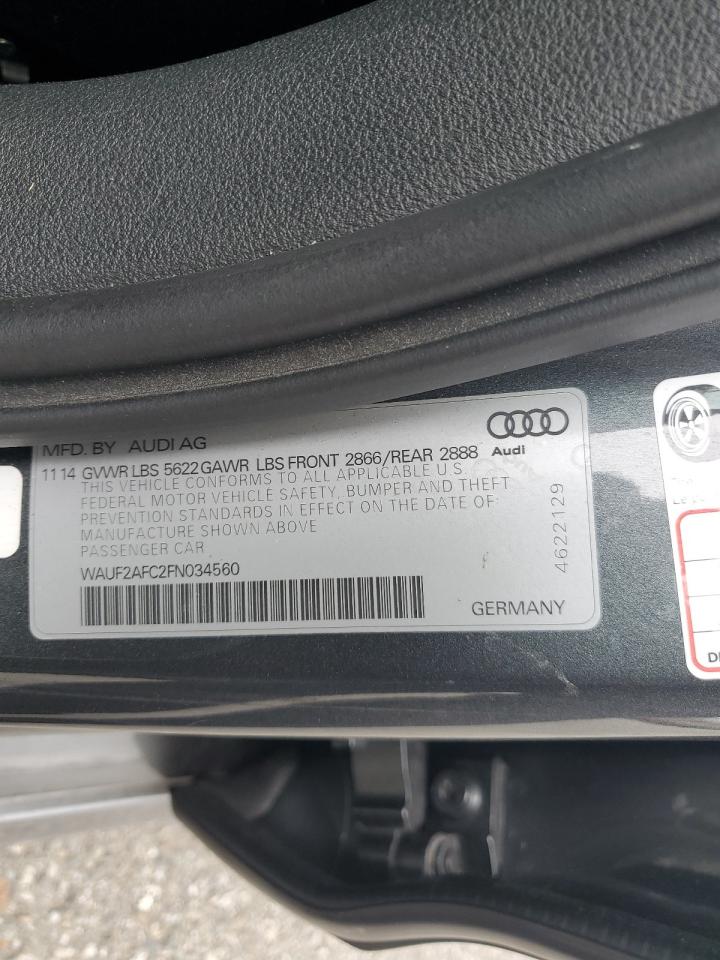 MFD. BY AUDI AG
11 14 GVWR LBS 5622 GAWR LBS FRONT 2866/REAR 2888
Audi
THIS VEHICLE CONFORMS TO ALL APPLICABLE U.S.
FEDERAL MOTOR VEHICLE SAFETY, BUMPER AND THEFT
PREVENTION STANDARDS IN EFFECT ON THE DATE OF
MANUFACTURE SHOWN ABOVE
PASSENGER CAR
WAUF2AFC2FN034560
4622129
GERMANY